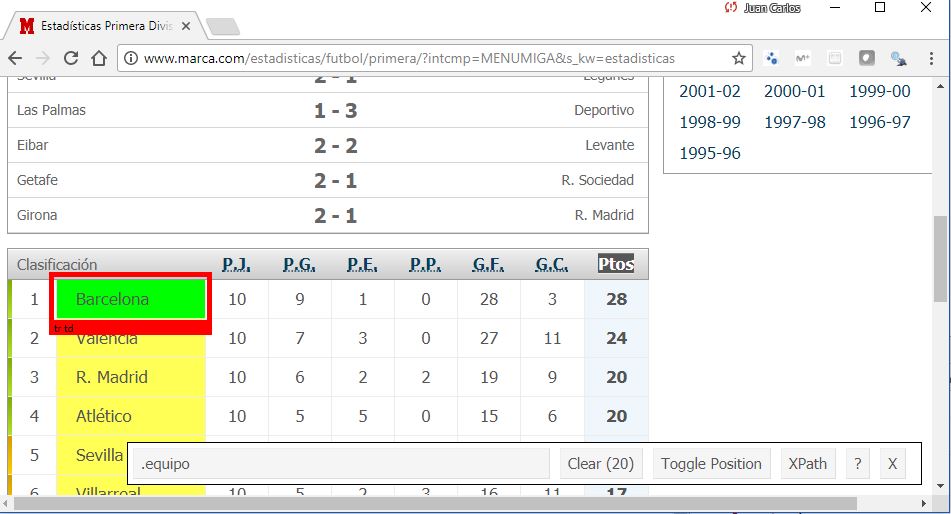 Juan Carlos
Estadísticas Primera Divis
www.marca.com/estadisticas/futbol/primera/?intcmp=MENUMIGA&s_kw=estadisticas
Sevilla 2 - 1 Leganés
Las Palmas 1 - 3 Deportivo
Eibar 2 - 2 Levante
Getafe 2 - 1 R. Sociedad
Girona 2 - 1 R. Madrid
2001-02 2000-01 1999-00
1998-99 1997-98 1996-97
1995-96
Clasificación P.J. P.G. P.E. P.P. G.F. G.C. Ptos
1 Barcelona 10 9 1 0 28 3 28
tr td
2 Valencia 10 7 3 0 27 11 24
3 R. Madrid 10 6 2 2 19 9 20
4 Atlético 10 5 5 0 15 6 20
5 Sevilla
.equipo Clear (20) Toggle Position XPath ? X
6 Villarreal 10 5 2 3 16 11 17